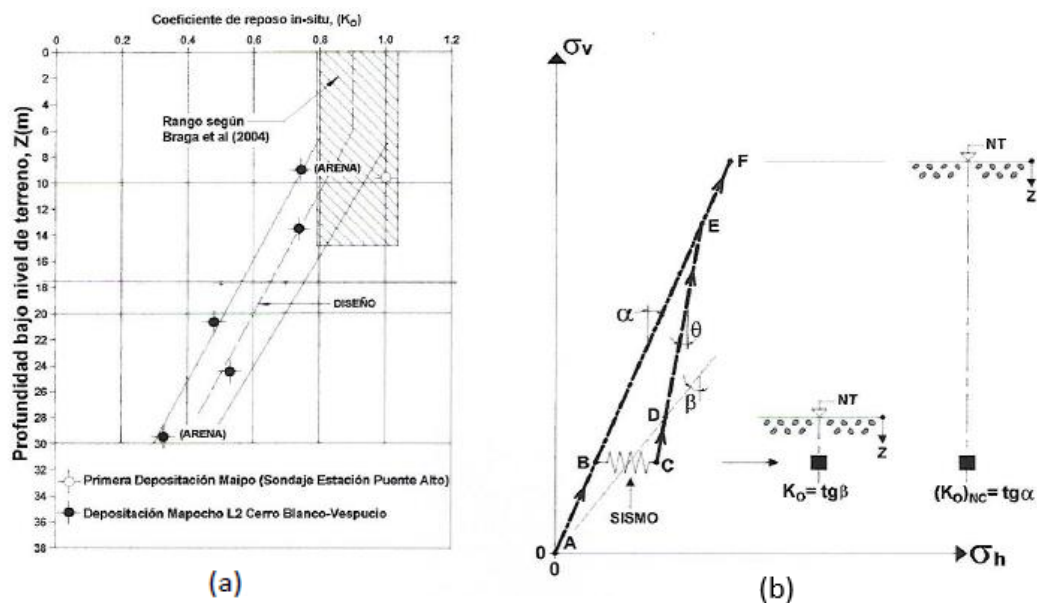 Coeficiente de reposo in-situ, (Ko)
0 0.2 0.4 0.6 0.8 1.0 1.2
Profundidad bajo nivel de terreno, Z(m)
0
2
4
6
8
10
12
14
16
18
20
22
24
26
28
30
32
34
36
38
Rango según
Braga et al (2004)
(ARENA)
DISEÑO
(ARENA)
Primera Depositación Maipo (Sondaje Estación Puente Alto)
Depositación Mapocho L2 Cerro Blanco-Vespucio
(a)
σv
F
E
α
θ
β
D
B
C
SISMO
A
0
0
σh
NT
Z
NT
Z
Ko = tgβ
(Ko)NC = tgα
(b)